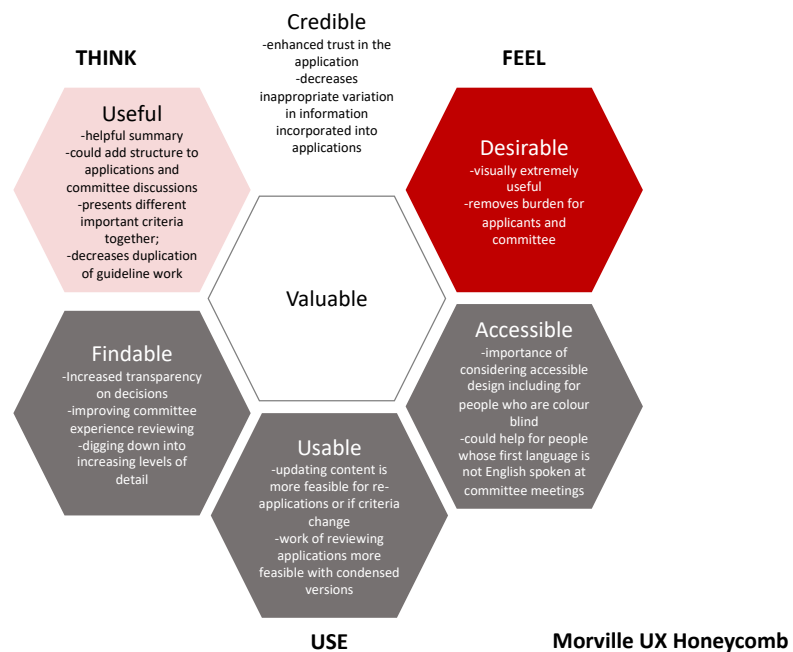 THINK
Credible
-enhanced trust in the
application
-decreases
inappropriate variation
in information
incorporated into
applications
FEEL
Useful
-helpful summary
-could add structure to
applications and
committee discussions
-presents different
important criteria
together;
-decreases duplication
of guideline work
Desirable
-visually extremely
useful
-removes burden for
applicants and
committee
Valuable
Findable
-Increased transparency
on decisions
-improving committee
experience reviewing
-digging down into
increasing levels of
detail
Usable
-updating content is
more feasible for re-
applications or if criteria
change
-work of reviewing
applications more
feasible with condensed
versions
Accessible
-importance of
considering accessible
design including for
people who are colour
blind
-could help for people
whose first language is
not English spoken at
committee meetings
USE
Morville UX Honeycomb